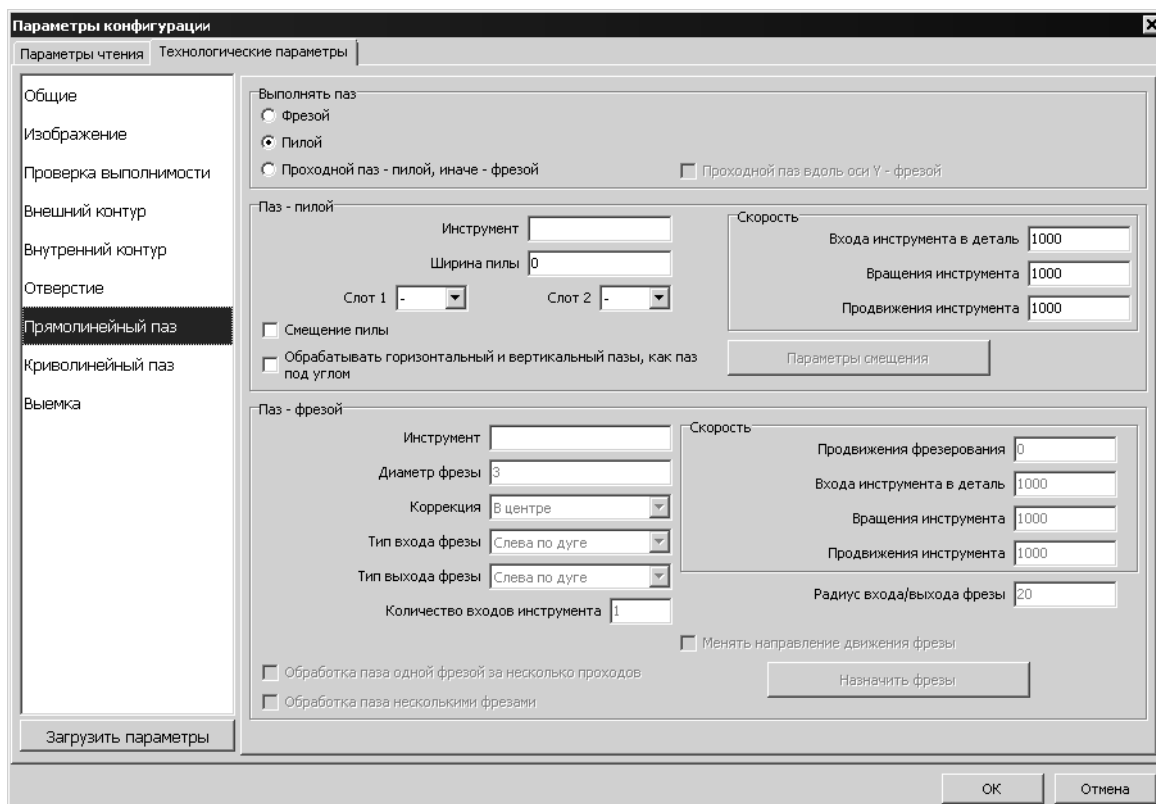 Параметры конфигурации
Параметры чтения
Технологические параметры
Общие
Изображение
Проверка выполнимости
Внешний контур
Внутренний контур
Отверстие
Прямолинейный паз
Криволинейный паз
Выемка
Загрузить параметры
Выполнять паз
Фрезой
Пилой
Проходной паз - пилой, иначе - фрезой
Проходной паз вдоль оси Y - фрезой
Паз - пилой
Инструмент
Ширина пилы 0
Слот 1 - Слот 2 -
Смещение пилы
Обрабатывать горизонтальный и вертикальный пазы, как паз
под углом
Скорость
Входа инструмента в деталь 1000
Вращения инструмента 1000
Продвижения инструмента 1000
Параметры смещения
Паз - фрезой
Инструмент
Диаметр фрезы 3
Коррекция В центре
Тип входа фрезы Слева по дуге
Тип выхода фрезы Слева по дуге
Количество входов инструмента 1
Обработка паза одной фрезой за несколько проходов
Обработка паза несколькими фрезами
Скорость
Продвижения фрезерования 0
Входа инструмента в деталь 1000
Вращения инструмента 1000
Продвижения инструмента 1000
Радиус входа/выхода фрезы 20
Менять направление движения фрезы
Назначить фрезы
ОК
Отмена